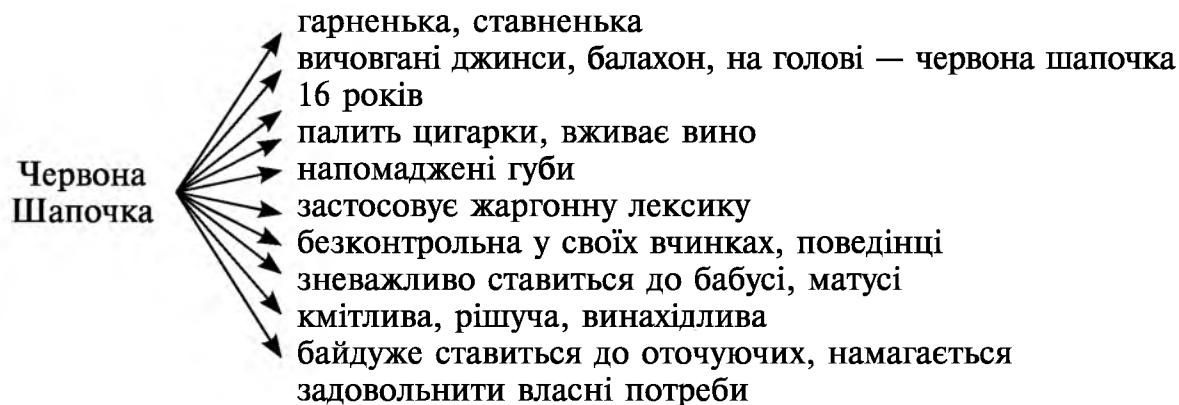 гарненька, ставненька
вичовгані джинси, балахон, на голові — червона шапочка
16 років
палить цигарки, вживає вино
напомаджені губи
Червона
Шапочка
застосовує жаргонну лексику
безконтрольна у своїх вчинках, поведінці
зневажливо ставиться до бабусі, матусі
кмітлива, рішуча, винахідлива
байдуже ставиться до оточуючих, намагається
задовольнити власні потреби